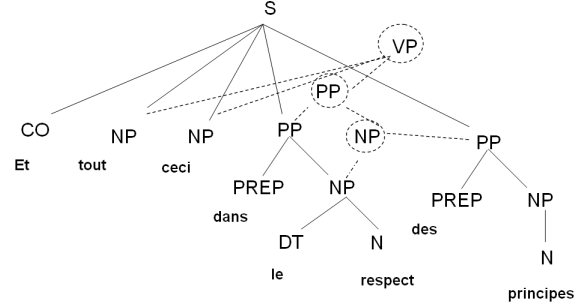 S
VP
PP
CO NP NP PP NP PP
Et tout ceci
PREP NP PREP NP
dans des
DT N N
le respect principes